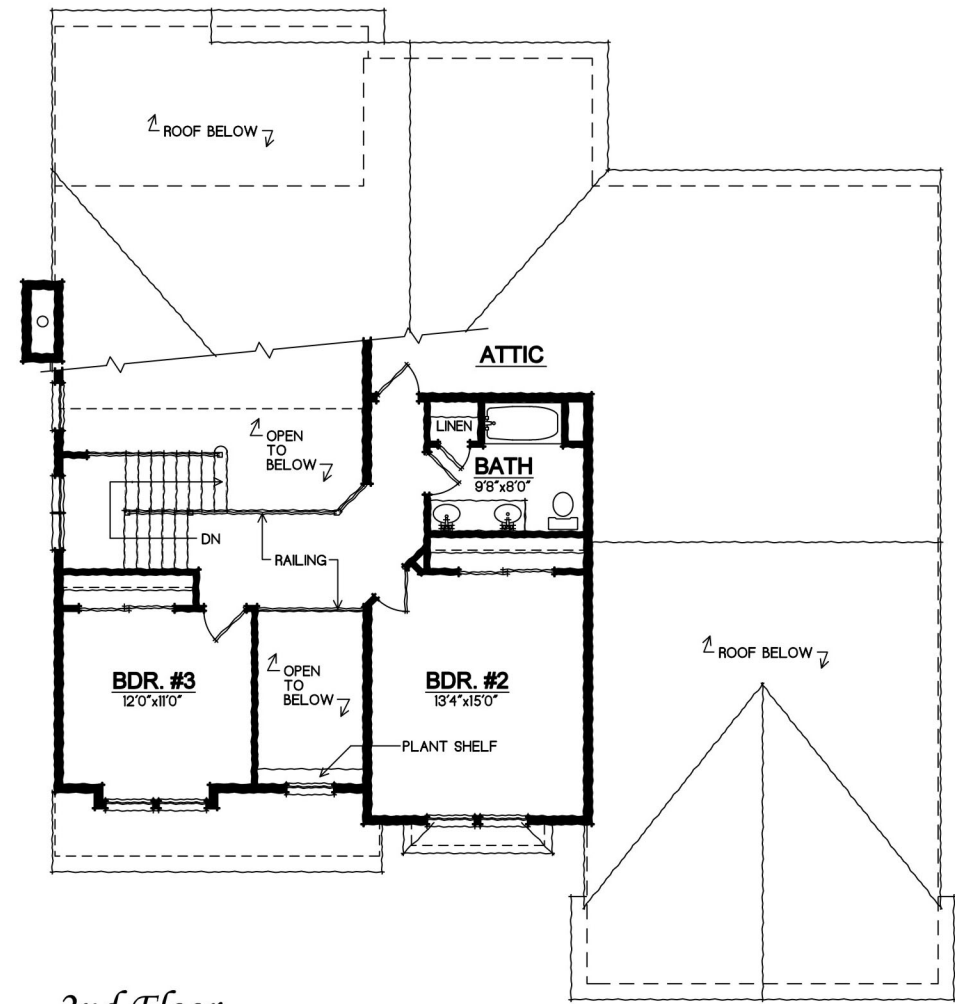 ROOF BELOW
ATTIC
OPEN
TO
BELOW
LINEN
BATH
9'8"x8'0"
DN
RAILING
BDR. #3
12'0"x11'0"
OPEN
TO
BELOW
BDR. #2
13'4"x15'0"
ROOF BELOW
PLANT SHELF
2nd Floor